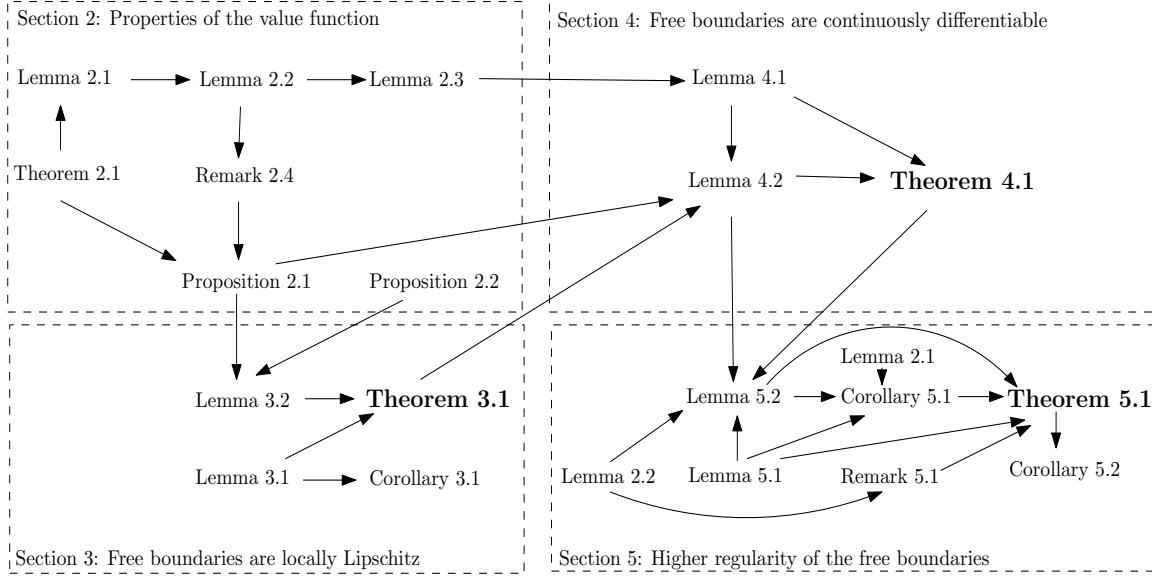 Section 2: Properties of the value function
Lemma 2.1
Lemma 2.2
Lemma 2.3
Theorem 2.1
Remark 2.4
Proposition 2.1
Proposition 2.2
Section 4: Free boundaries are continuously differentiable
Lemma 4.1
Lemma 4.2
Theorem 4.1
Lemma 3.2
Theorem 3.1
Lemma 3.1
Corollary 3.1
Section 3: Free boundaries are locally Lipschitz
Lemma 2.1
Lemma 5.2
Corollary 5.1
Theorem 5.1
Lemma 2.2
Lemma 5.1
Remark 5.1
Corollary 5.2
Section 5: Higher regularity of the free boundaries